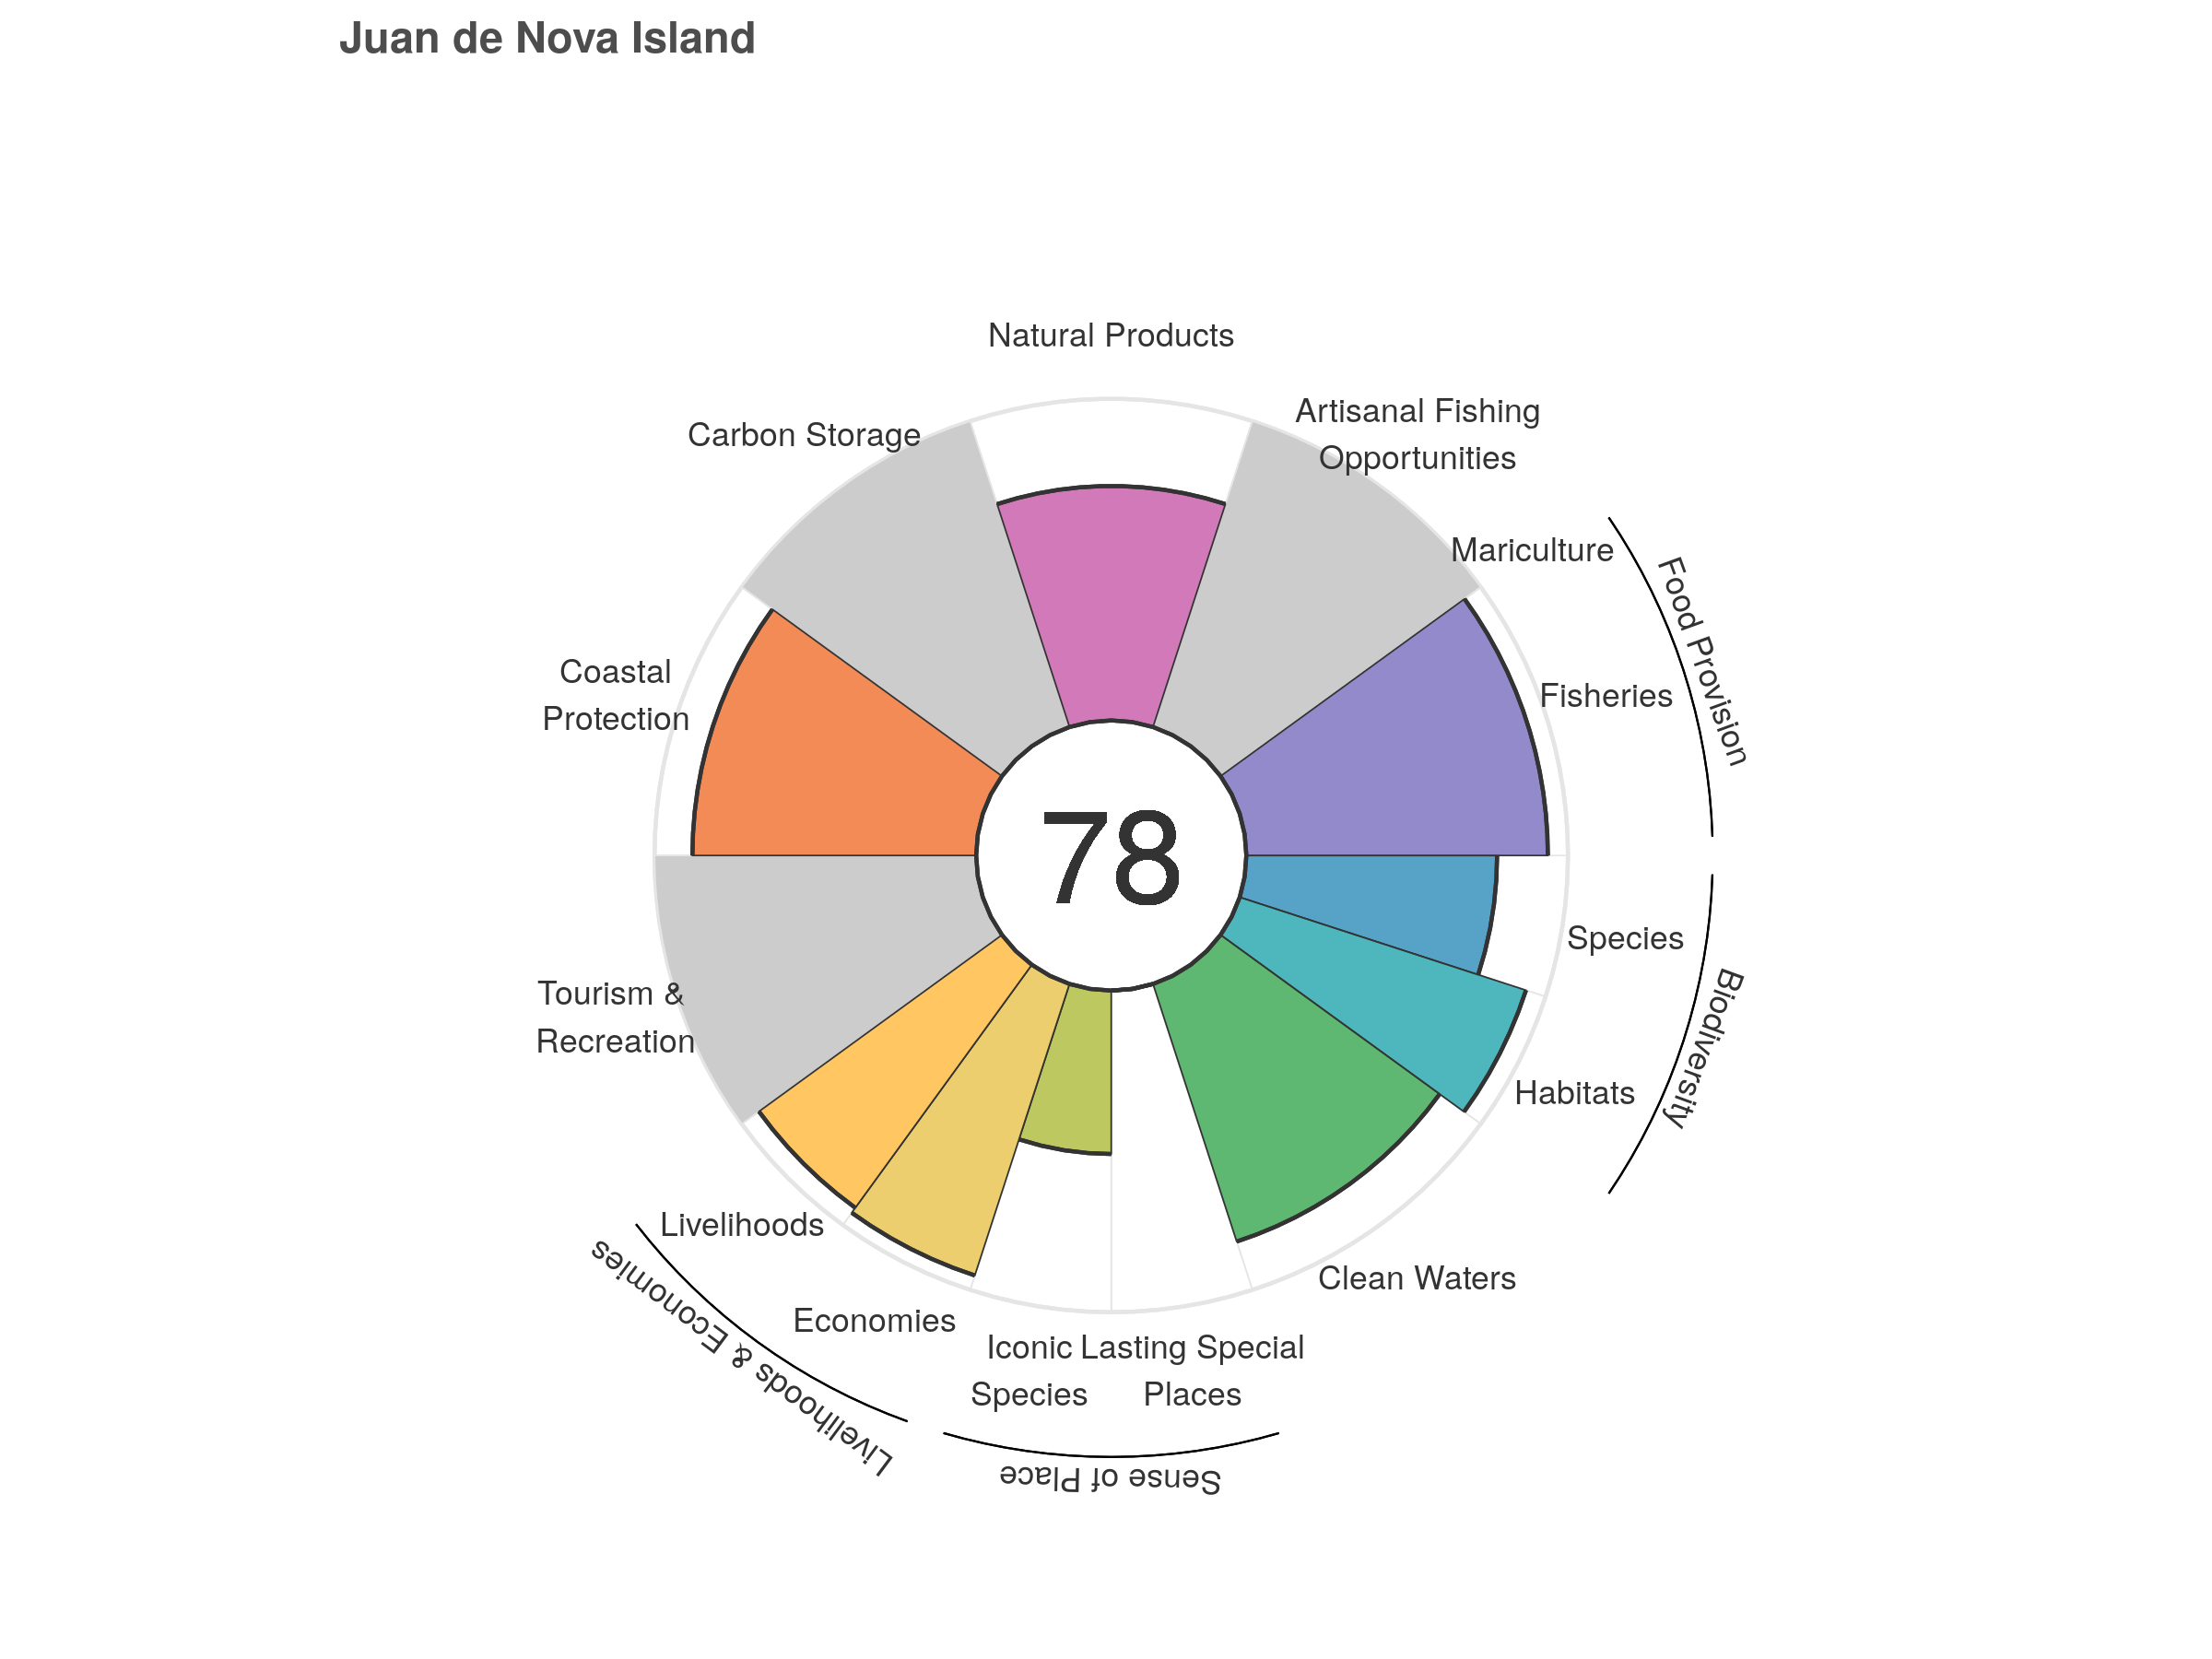 Juan de Nova Island
Natural Products
Artisanal Fishing
Opportunities
Carbon Storage
Mariculture
Food Provision
Fisheries
Coastal
Protection
78
Species
Biodiversity
Habitats
Tourism &
Recreation
Livelihoods
Livelihoods & Economies
Clean Waters
Economies
Iconic
Species
Lasting Special
Places
Sense of Place